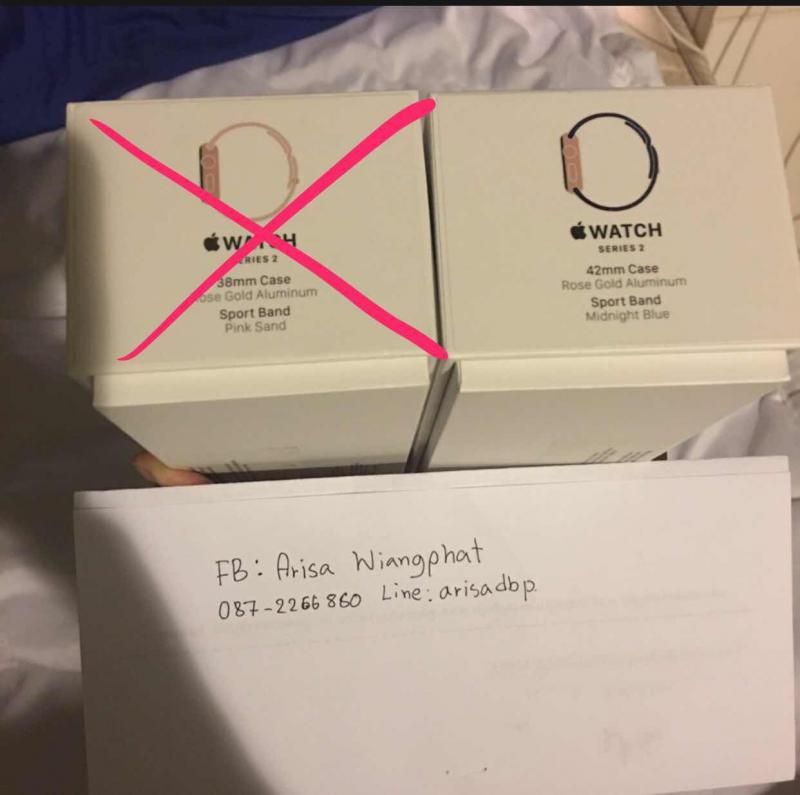 WATCH
SERIES 2
38mm Case
Rose Gold Aluminum
Sport Band
Pink Sand
WATCH
SERIES 2
42mm Case
Rose Gold Aluminum
Sport Band
Midnight Blue
FB: Arisa Wiangphat
087-2266860 Line: arisadbp.